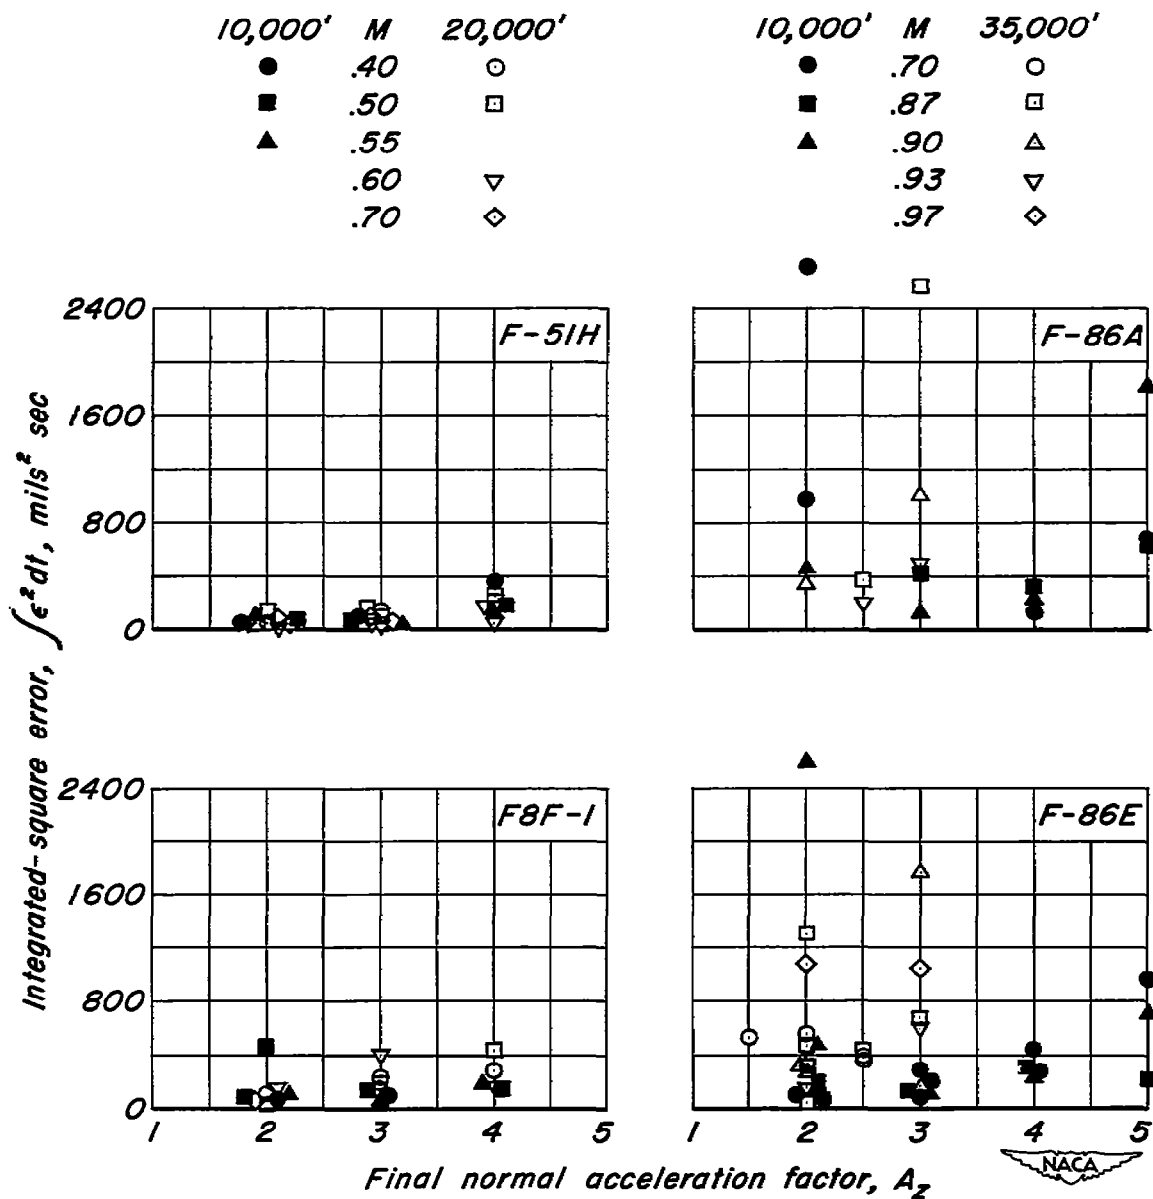 10,000' M 20,000'
.40
.50
.55
.60
.70
10,000' M 35,000'
.70
.87
.90
.93
.97
Integrated-square error, ∫ϵ²dt, mils² sec
2400
1600
800
0
F-51H
F-86A
2400
1600
800
0
F8F-1
F-86E
1 2 3 4 5
1 2 3 4 5
Final normal acceleration factor, A_z
NACA